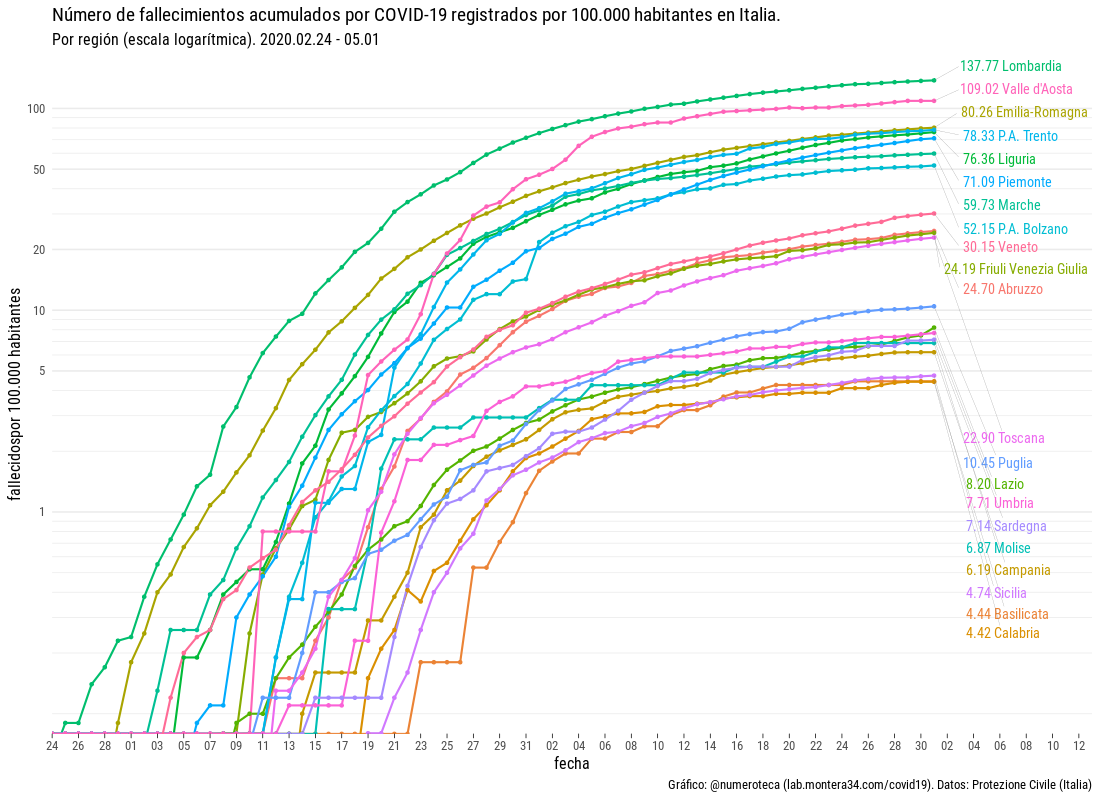 Número de fallecimientos acumulados por COVID-19 registrados por 100.000 habitantes en Italia.
Por región (escala logarítmica). 2020.02.24 - 05.01
137.77 Lombardia
109.02 Valle d'Aosta
80.26 Emilia-Romagna
78.33 P.A. Trento
76.36 Liguria
71.09 Piemonte
59.73 Marche
52.15 P.A. Bolzano
30.15 Veneto
24.19 Friuli Venezia Giulia
24.70 Abruzzo
22.90 Toscana
10.45 Puglia
8.20 Lazio
7.71 Umbria
7.14 Sardegna
6.87 Molise
6.19 Campania
4.74 Sicilia
4.44 Basilicata
4.42 Calabria
100
50
20
10
5
1
fallecidospor 100.000 habitantes
24 26 28 01 03 05 07 09 11 13 15 17 19 21 23 25 27 29 31 02 04 06 08 10 12 14 16 18 20 22 24 26 28 30 02 04 06 08 10 12
fecha
Gráfico: @numeroteca (lab.montera34.com/covid19). Datos: Protezione Civile (Italia)